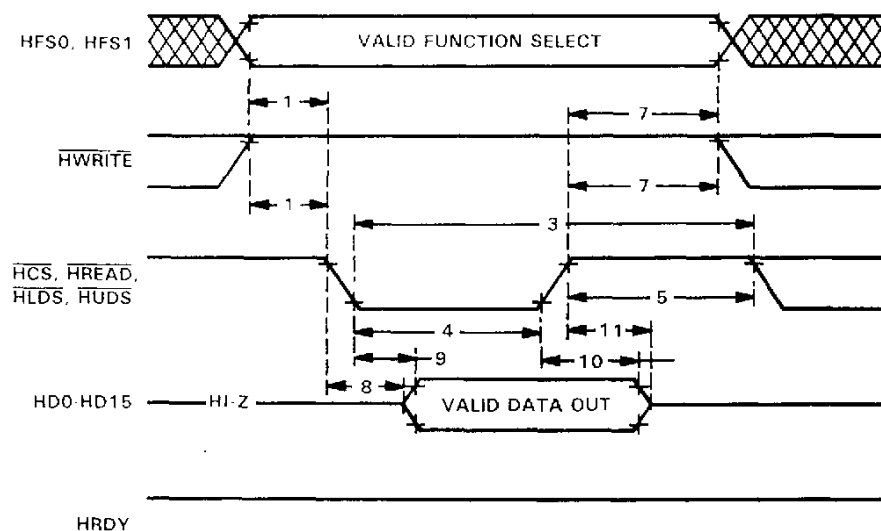 HFS0, HFS1
VALID FUNCTION SELECT
1
7
HWRITE
1
7
3
HCS, HREAD,
HLDS, HUDS
5
4
11
9
10
8
HD0-HD15
HI-Z
VALID DATA OUT
HRDY